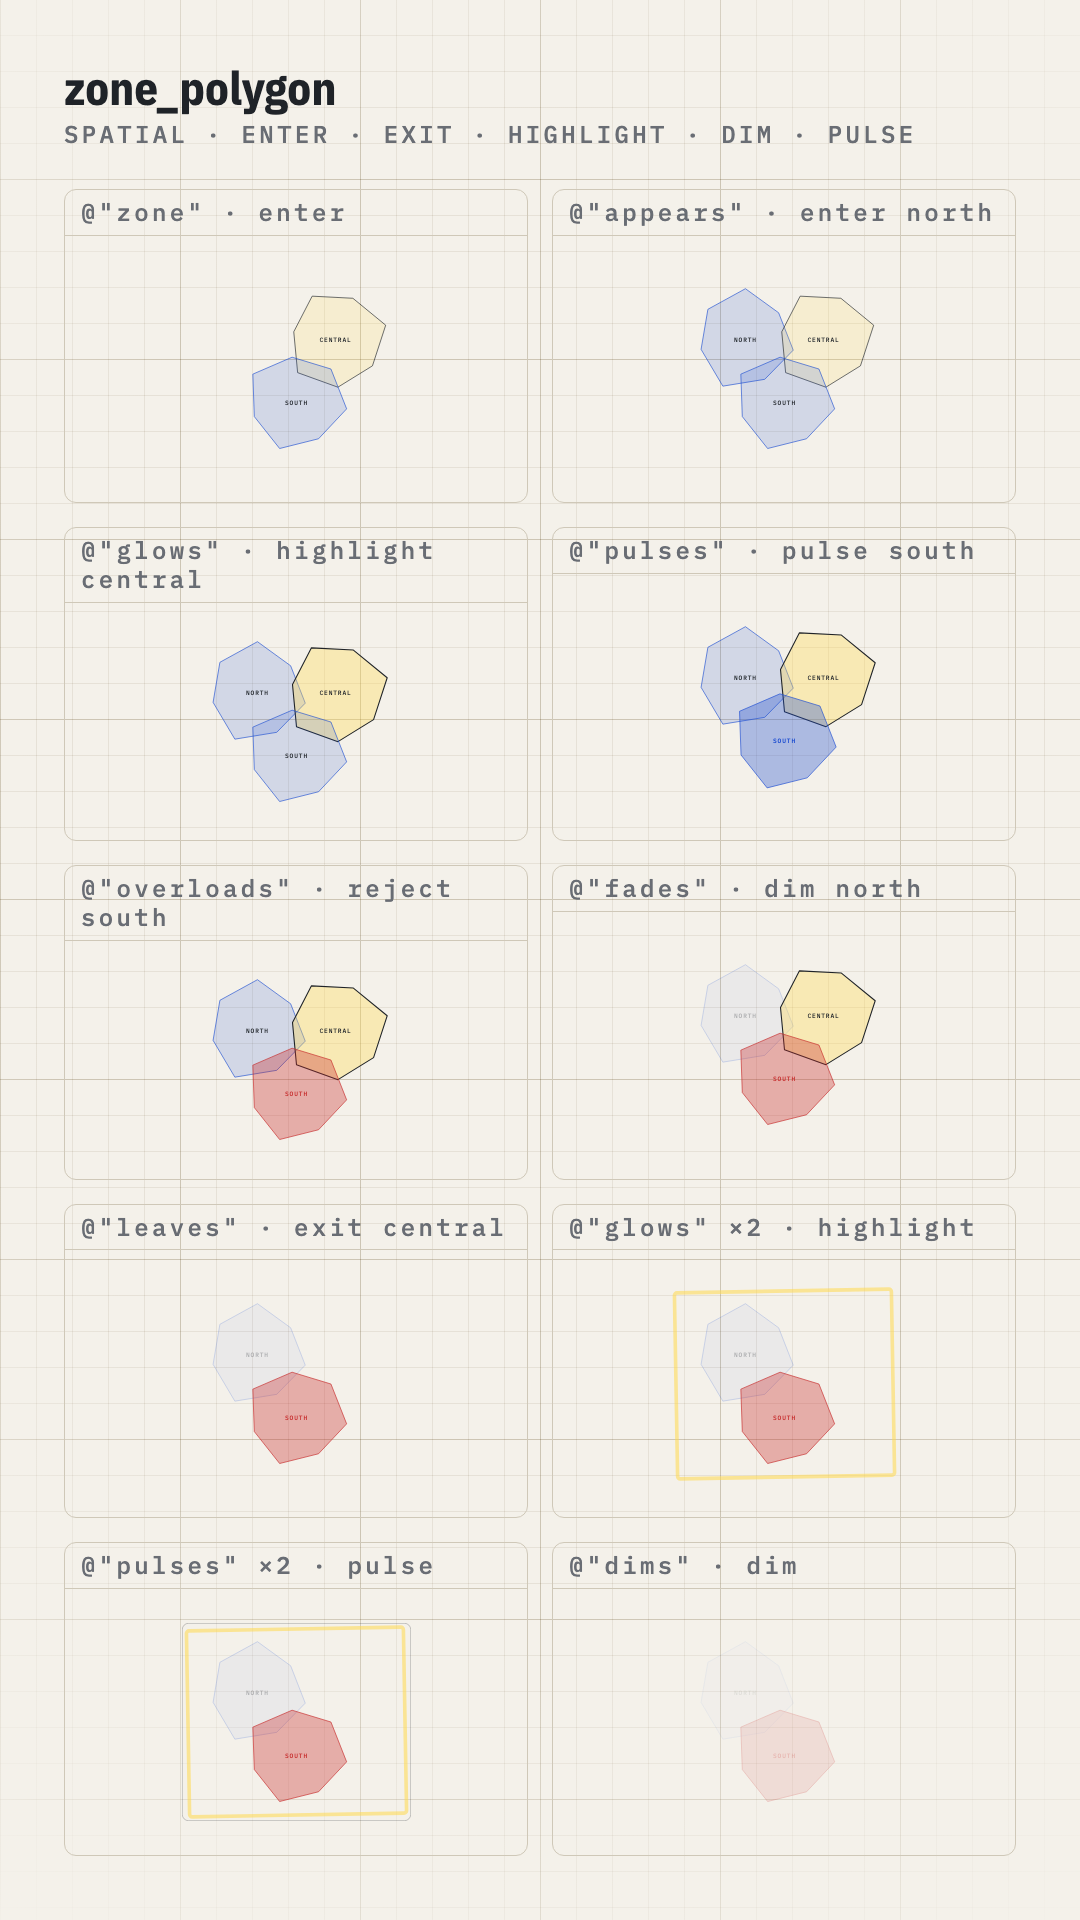 zone_polygon
SPATIAL · ENTER · EXIT · HIGHLIGHT · DIM · PULSE
@"zone" · enter
CENTRAL
SOUTH
@"appears" · enter north
NORTH
CENTRAL
SOUTH
@"glows" · highlight
central
NORTH
CENTRAL
SOUTH
@"pulses" · pulse south
NORTH
CENTRAL
SOUTH
@"overloads" · reject
south
NORTH
CENTRAL
SOUTH
@"fades" · dim north
NORTH
CENTRAL
SOUTH
@"leaves" · exit central
NORTH
SOUTH
@"glows" ×2 · highlight
NORTH
SOUTH
@"pulses" ×2 · pulse
NORTH
SOUTH
@"dims" · dim
NORTH
SOUTH